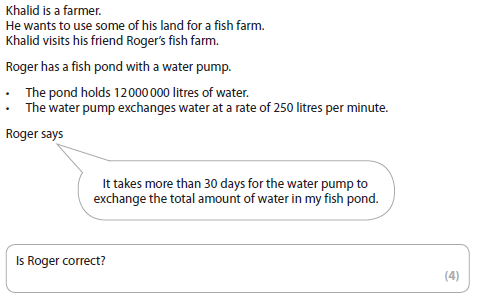 Khalid is a farmer.
He wants to use some of his land for a fish farm.
Khalid visits his friend Roger’s fish farm.
Roger has a fish pond with a water pump.
• The pond holds 12 000 000 litres of water.
• The water pump exchanges water at a rate of 250 litres per minute.
Roger says
It takes more than 30 days for the water pump to
exchange the total amount of water in my fish pond.
Is Roger correct?
(4)